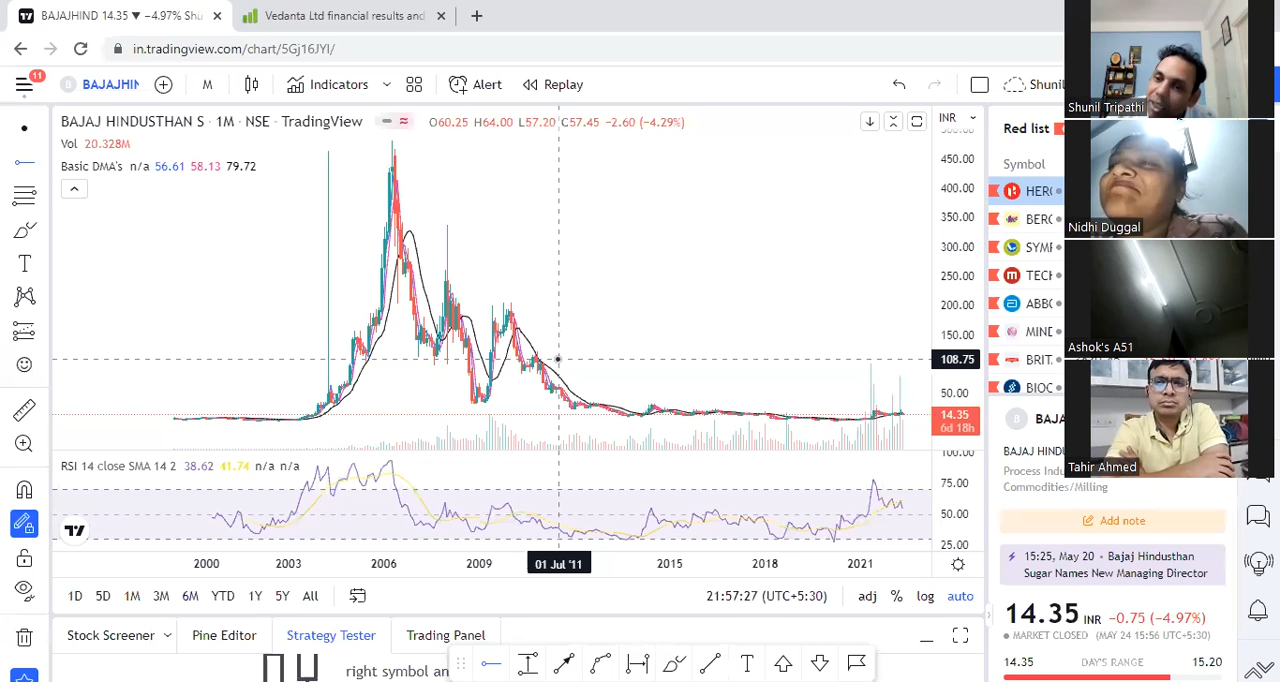 BAJAJHIND 14.35 ▼ −4.97% Shu
Vedanta Ltd financial results and
in.tradingview.com/chart/5Gj16JYl/
11
B BAJAJHIN
M
Indicators
Alert
Replay
Shunil
BAJAJ HINDUSTHAN S · 1M · NSE · TradingView
O60.25 H64.00 L57.20 C57.45 −2.60 (−4.29%)
Vol 20.328M
Basic DMA's n/a 56.61 58.13 79.72
INR
500.00
450.00
400.00
350.00
300.00
250.00
200.00
150.00
108.75
50.00
14.35
6d 18h
RSI 14 close SMA 14 2 38.62 41.74 n/a n/a
100.00
75.00
50.00
25.00
2000
2003
2006
2009
01 Jul '11
2015
2018
2021
1D 5D 1M 3M 6M YTD 1Y 5Y All
21:57:27 (UTC+5:30)
adj % log auto
Stock Screener
Pine Editor
Strategy Tester
Trading Panel
right symbol an
Red list
Symbol
HERO
BERG
SYMP
TECH
ABBO
MIND
BRIT
BIOC
B BAJA
BAJAJ HIND
Process Indu
Commodities/Milling
Add note
15:25, May 20 • Bajaj Hindusthan
Sugar Names New Managing Director
14.35 INR −0.75 (−4.97%)
MARKET CLOSED (MAY 24 15:56 UTC+5:30)
14.35 DAY'S RANGE 15.20
Shunil Tripathi
Nidhi Duggal
Ashok's A51
Tahir Ahmed